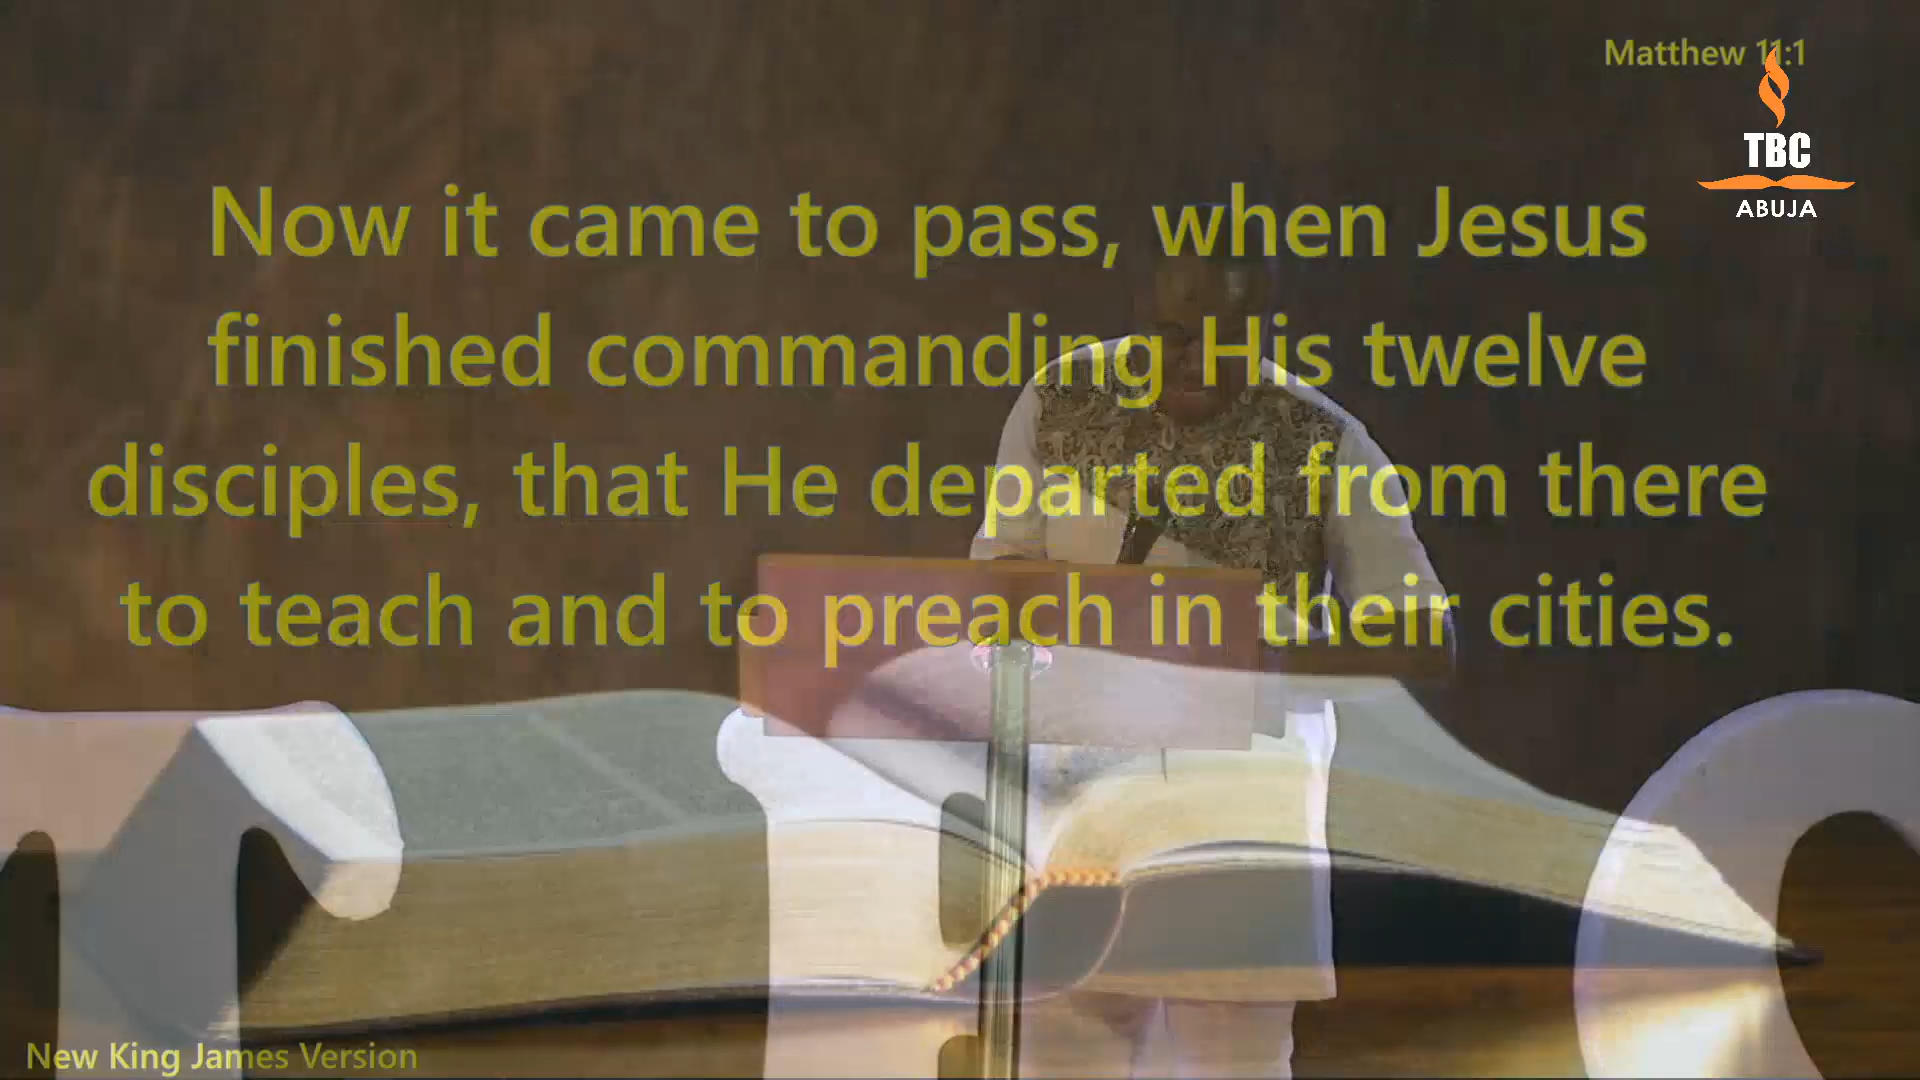 Matthew 11:1
TBC
ABUJA
Now it came to pass, when Jesus
finished commanding His twelve
disciples, that He departed from there
to teach and to preach in their cities.
New King James Version